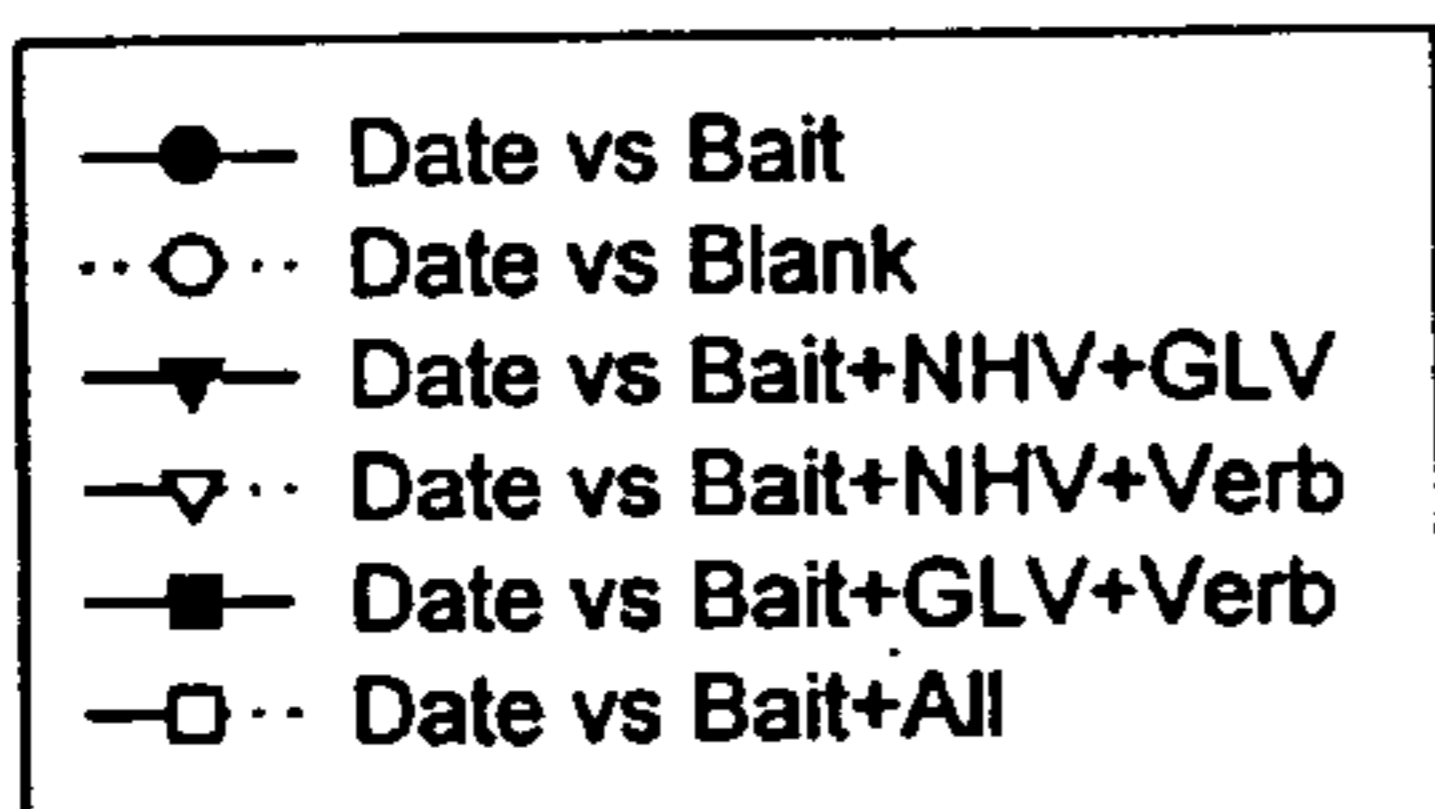 Date vs Bait
Date vs Blank
Date vs Bait+NHV+GLV
Date vs Bait+NHV+Verb
Date vs Bait+GLV+Verb
Date vs Bait+All